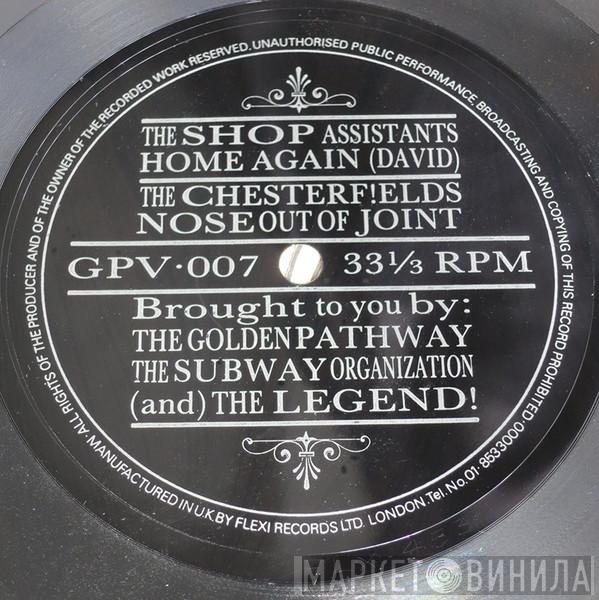 THE SHOP ASSISTANTS
HOME AGAIN (DAVID)
THE CHESTERF!ELDS
NOSE OUT OF JOINT
GPV·007 33⅓ RPM
Brought to you by:
THE GOLDEN PATHWAY
THE SUBWAY ORGANIZATION
(and) THE LEGEND!
ALL RIGHTS OF THE PRODUCER AND OF THE OWNER OF THE RECORDED WORK RESERVED. UNAUTHORISED PUBLIC PERFORMANCE, BROADCASTING AND COPYING OF THIS RECORD PROHIBITED·
MANUFACTURED IN U.K. BY FLEXI RECORDS LTD. LONDON. Tel. No. 01·8533000·
МАРКЕТ ВИНИЛА